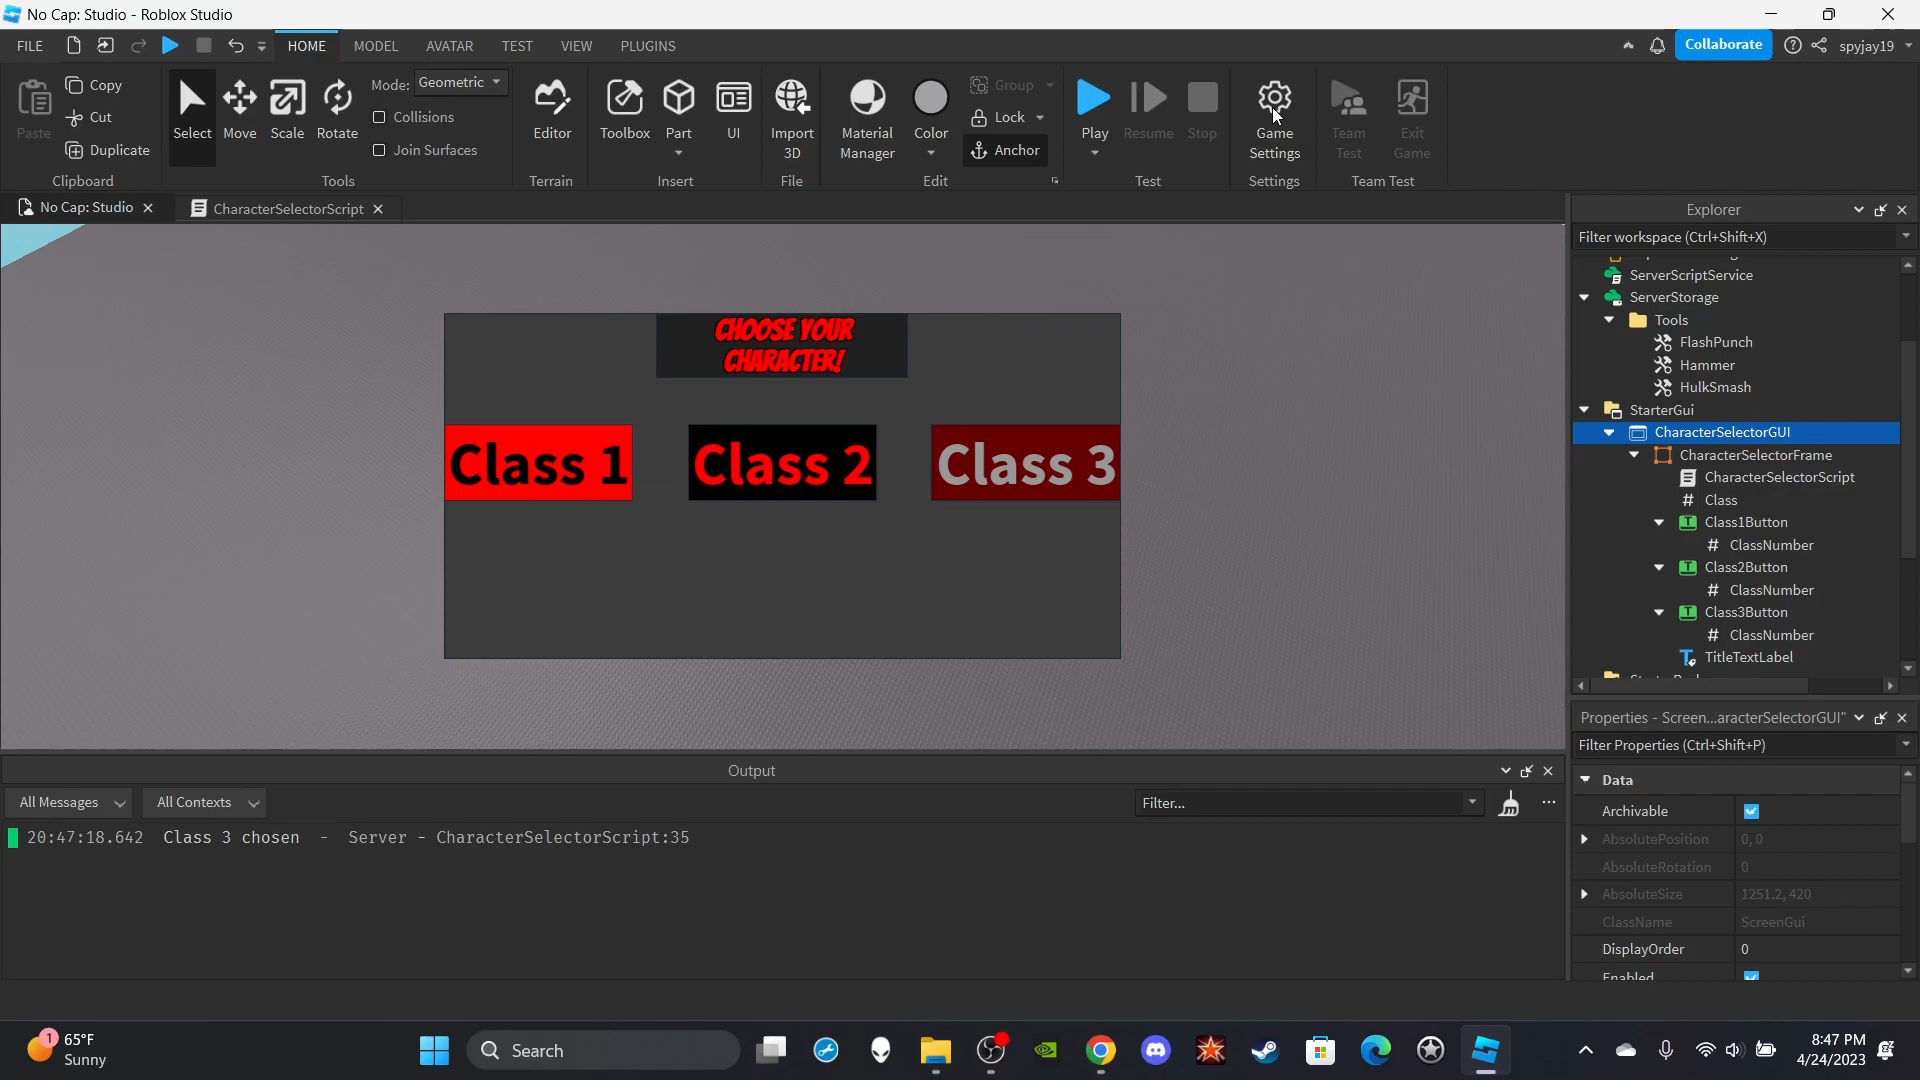 No Cap: Studio - Roblox Studio
FILE HOME MODEL AVATAR TEST VIEW PLUGINS Collaborate spyjay19
Paste Copy Cut Duplicate Clipboard
Select Move Scale Rotate Mode: Geometric Collisions Join Surfaces Tools
Editor Terrain
Toolbox Part UI Insert
Import 3D File
Material Manager Color Group Lock Anchor Edit
Play Resume Stop Test
Game Settings Settings
Team Test Exit Game Team Test
No Cap: Studio CharacterSelectorScript
CHOOSE YOUR
CHARACTER!
Class 1 Class 2 Class 3
Explorer
Filter workspace (Ctrl+Shift+X)
ServerScriptService
ServerStorage
Tools
FlashPunch
Hammer
HulkSmash
StarterGui
CharacterSelectorGUI
CharacterSelectorFrame
CharacterSelectorScript
# Class
Class1Button
# ClassNumber
Class2Button
# ClassNumber
Class3Button
# ClassNumber
TitleTextLabel
Properties - Screen...aracterSelectorGUI"
Filter Properties (Ctrl+Shift+P)
Data
Archivable
AbsolutePosition 0, 0
AbsoluteRotation 0
AbsoluteSize 1251.2, 420
ClassName ScreenGui
DisplayOrder 0
Enabled
Output
All Messages All Contexts Filter...
20:47:18.642 Class 3 chosen - Server - CharacterSelectorScript:35
1 65°F
Sunny
Search
8:47 PM
4/24/2023